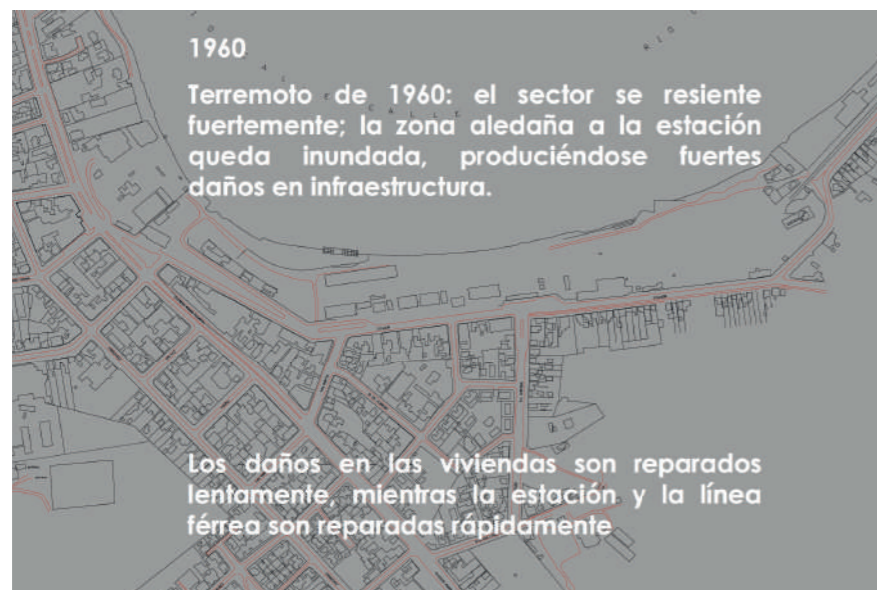 1960
Terremoto de 1960: el sector se resiente
fuertemente; la zona aledaña a la estación
queda inundada, produciéndose fuertes
daños en infraestructura.
Los daños en las viviendas son reparados
lentamente, mientras la estación y la línea
férrea son reparadas rápidamente